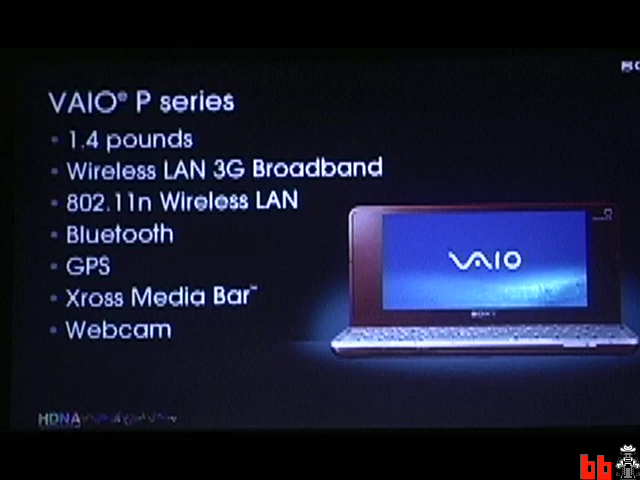 VAIO® P series
• 1.4 pounds
• Wireless LAN 3G Broadband
• 802.11n Wireless LAN
• Bluetooth
• GPS
• Xross Media Bar™
• Webcam
VAIO
SONY
HDNA
bb